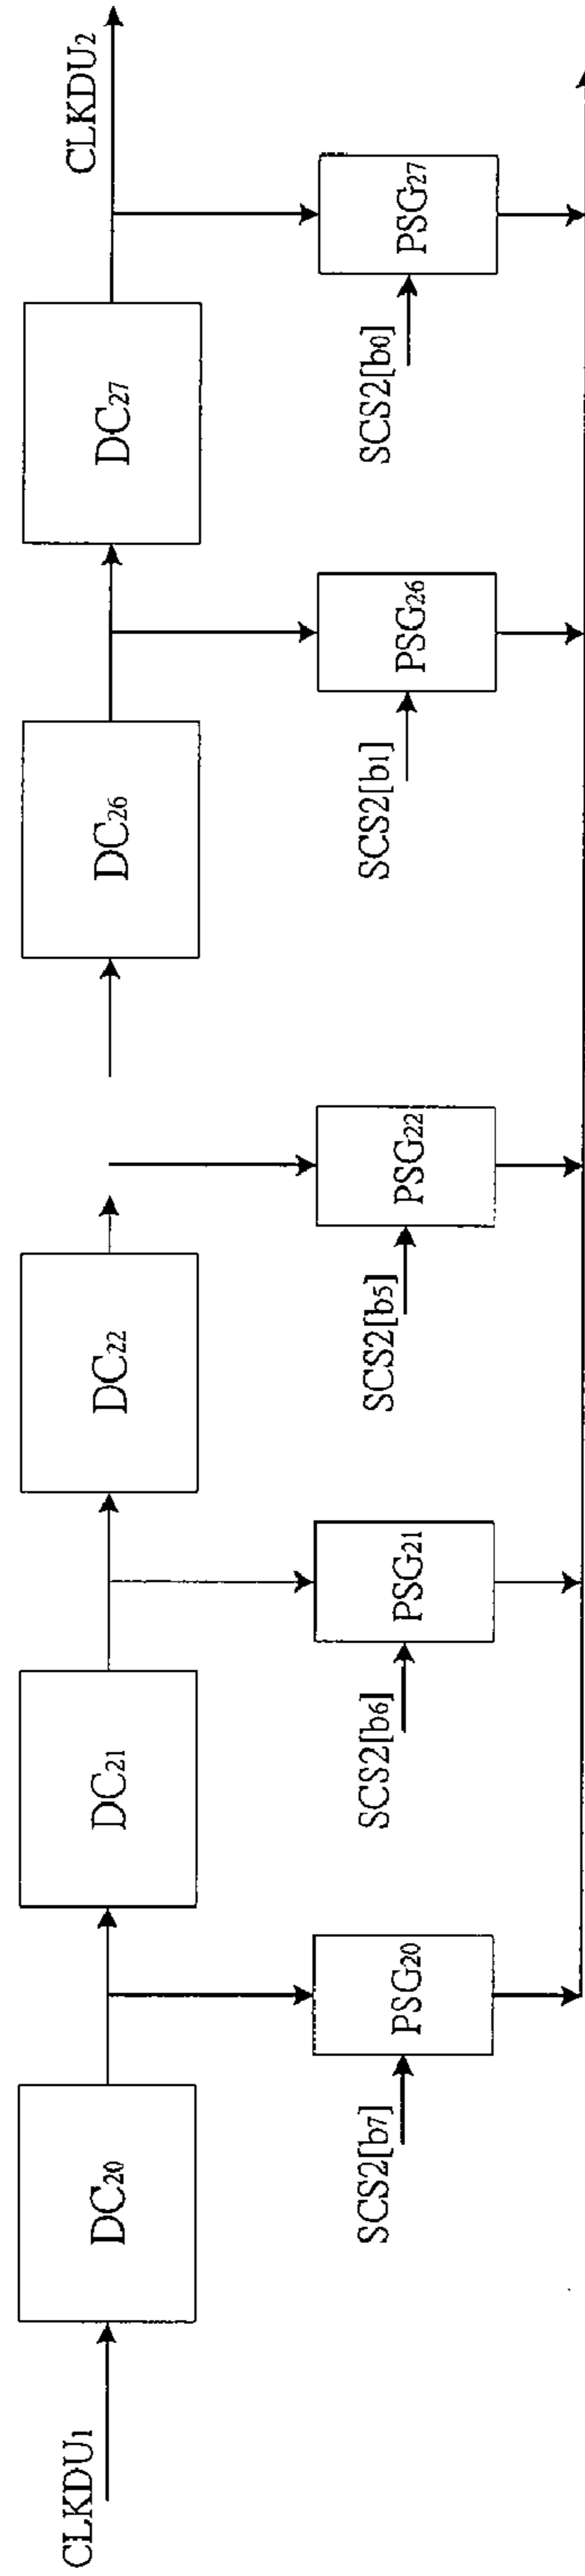 CLKDU1
DC20
DC21
DC22
DC26
DC27
CLKDU2
SCS2[b7]
PSG20
SCS2[b6]
PSG21
SCS2[b5]
PSG22
SCS2[b1]
PSG26
SCS2[b0]
PSG27